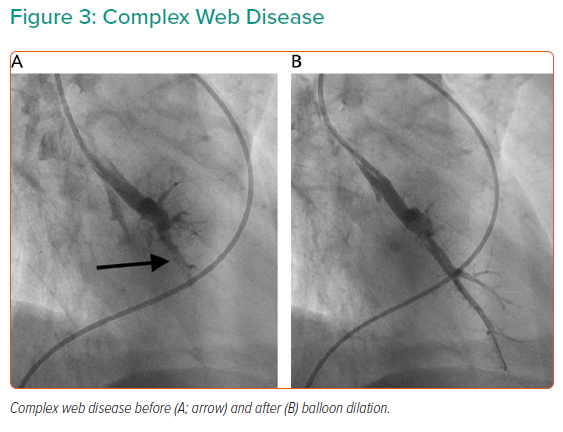 Figure 3: Complex Web Disease
A
B
Complex web disease before (A; arrow) and after (B) balloon dilation.